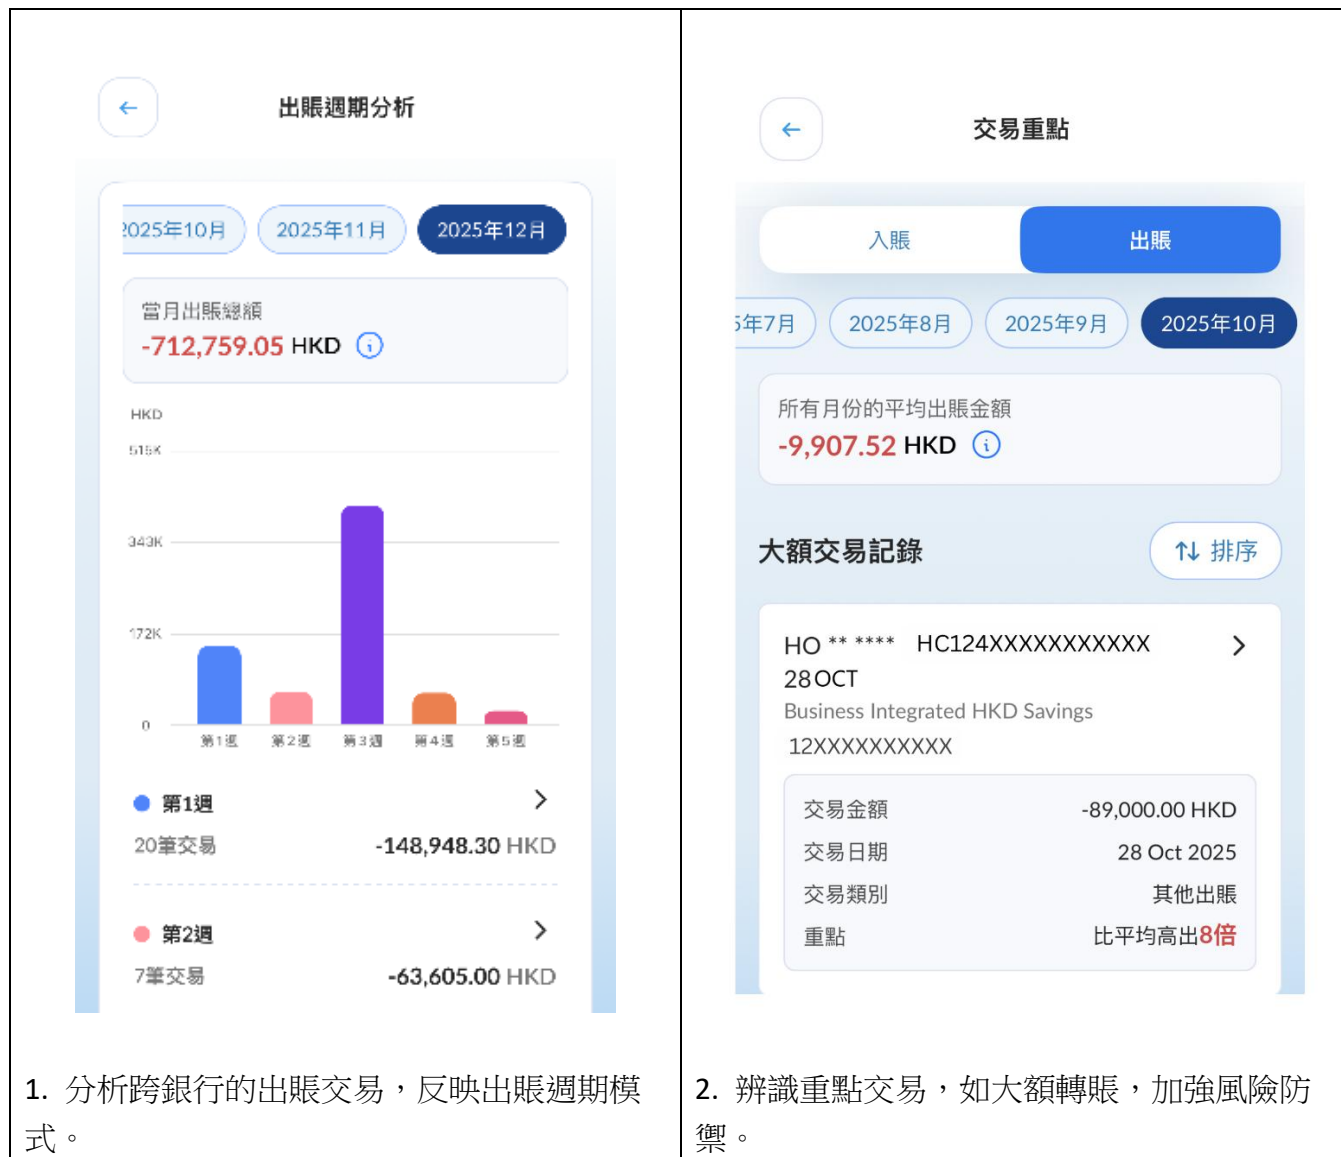 出賬週期分析
2025年10月
2025年11月
2025年12月
當月出賬總額
-712,759.05 HKD
HKD
515K
343K
172K
0
第1週
第2週
第3週
第4週
第5週
第1週
20筆交易
-148,948.30 HKD
第2週
7筆交易
-63,605.00 HKD
1. 分析跨銀行的出賬交易，反映出賬週期模
式。
交易重點
入賬
出賬
5年7月
2025年8月
2025年9月
2025年10月
所有月份的平均出賬金額
-9,907.52 HKD
大額交易記錄
排序
HO ** **** HC124XXXXXXXXXXX
28 OCT
Business Integrated HKD Savings
12XXXXXXXXXX
交易金額
-89,000.00 HKD
交易日期
28 Oct 2025
交易類別
其他出賬
重點
比平均高出8倍
2. 辨識重點交易，如大額轉賬，加強風險防
禦。